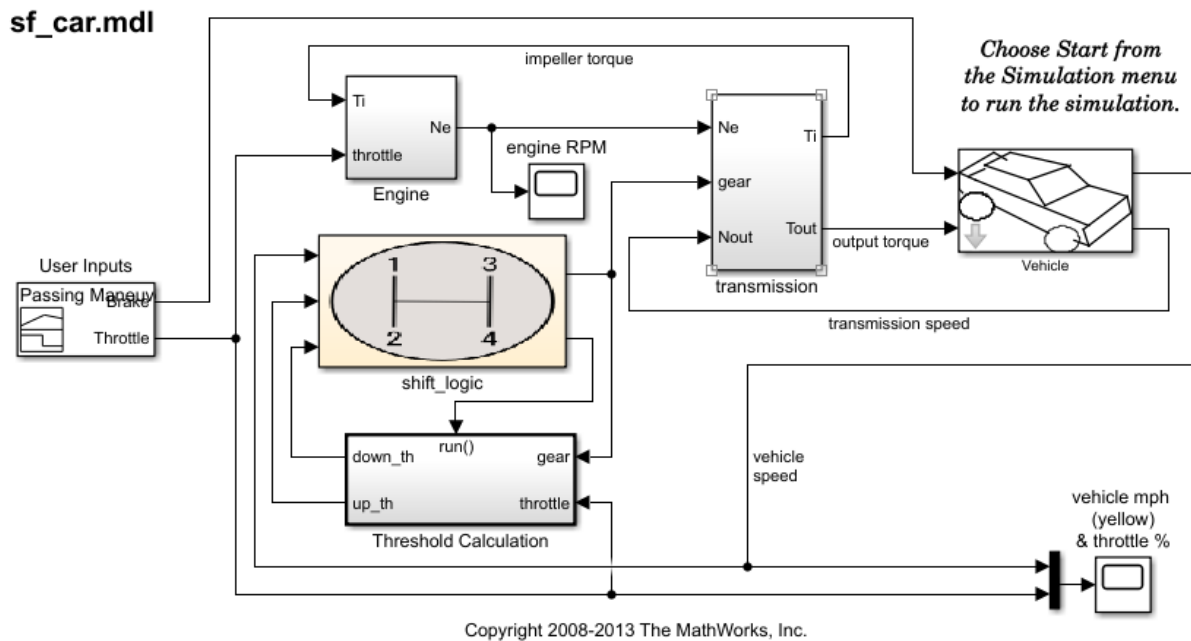 sf_car.mdl
impeller torque
Choose Start from
the Simulation menu
to run the simulation.
Ti
Ne
throttle
Engine
engine RPM
Ne
Ti
gear
Nout
Tout
transmission
output torque
Vehicle
transmission speed
User Inputs
Passing Maneuv
Brake
Throttle
1
3
2
4
shift_logic
run()
down_th
gear
up_th
throttle
Threshold Calculation
vehicle
speed
vehicle mph
(yellow)
& throttle %
Copyright 2008-2013 The MathWorks, Inc.